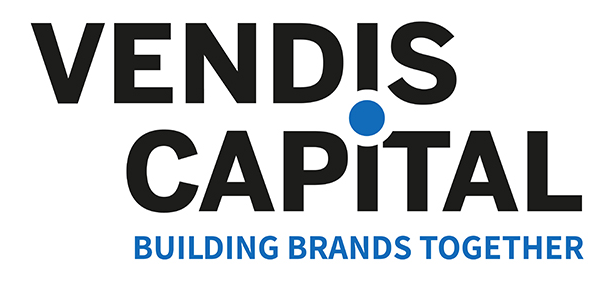 VENDIS
CAPiTAL
BUILDING BRANDS TOGETHER